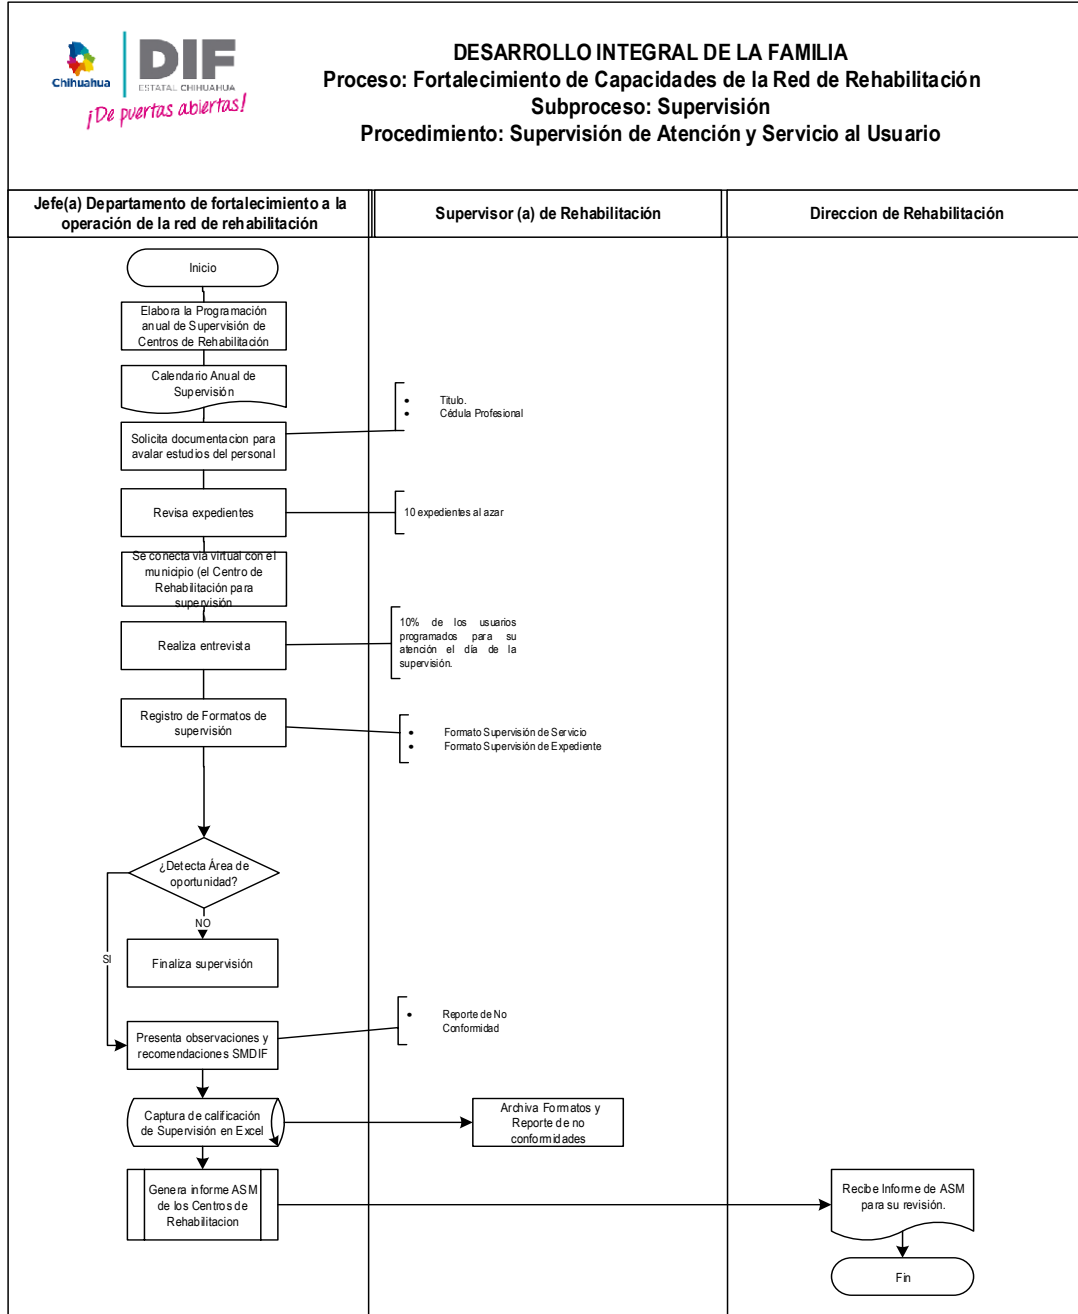 Chihuahua
DIF
ESTATAL CHIHUAHUA
¡De puertas abiertas!
DESARROLLO INTEGRAL DE LA FAMILIA
Proceso: Fortalecimiento de Capacidades de la Red de Rehabilitación
Subproceso: Supervisión
Procedimiento: Supervisión de Atención y Servicio al Usuario
Jefe(a) Departamento de fortalecimiento a la
operación de la red de rehabilitación
Supervisor (a) de Rehabilitación
Direccion de Rehabilitación
Inicio
Elabora la Programación
anual de Supervisión de
Centros de Rehabilitación
Calendario Anual de
Supervisión
• Titulo.
• Cédula Profesional
Solicita documentacion para
avalar estudios del personal
Revisa expedientes
10 expedientes al azar
Se conecta vía virtual con el
municipio (el Centro de
Rehabilitación para
supervisión
Realiza entrevista
10% de los usuarios
programados para su
atención el día de la
supervisión.
Registro de Formatos de
supervisión
• Formato Supervisión de Servicio
• Formato Supervisión de Expediente
¿Detecta Área de
oportunidad?
NO
SI
Finaliza supervisión
• Reporte de No
Conformidad
Presenta observaciones y
recomendaciones SMDIF
Captura de calificación
de Supervisión en Excel
Archiva Formatos y
Reporte de no
conformidades
Genera informe ASM
de los Centros de
Rehabilitacion
Recibe Informe de ASM
para su revisión.
Fin